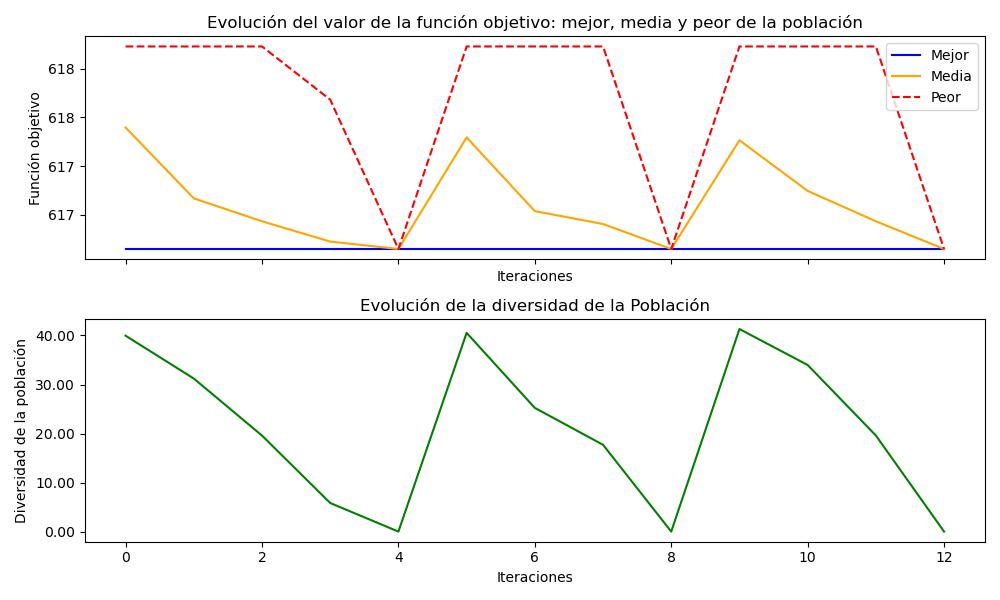 Evolución del valor de la función objetivo: mejor, media y peor de la población
Función objetivo
618
618
617
617
Mejor
Media
Peor
Iteraciones
Evolución de la diversidad de la Población
Diversidad de la población
40.00
30.00
20.00
10.00
0.00
0 2 4 6 8 10 12
Iteraciones